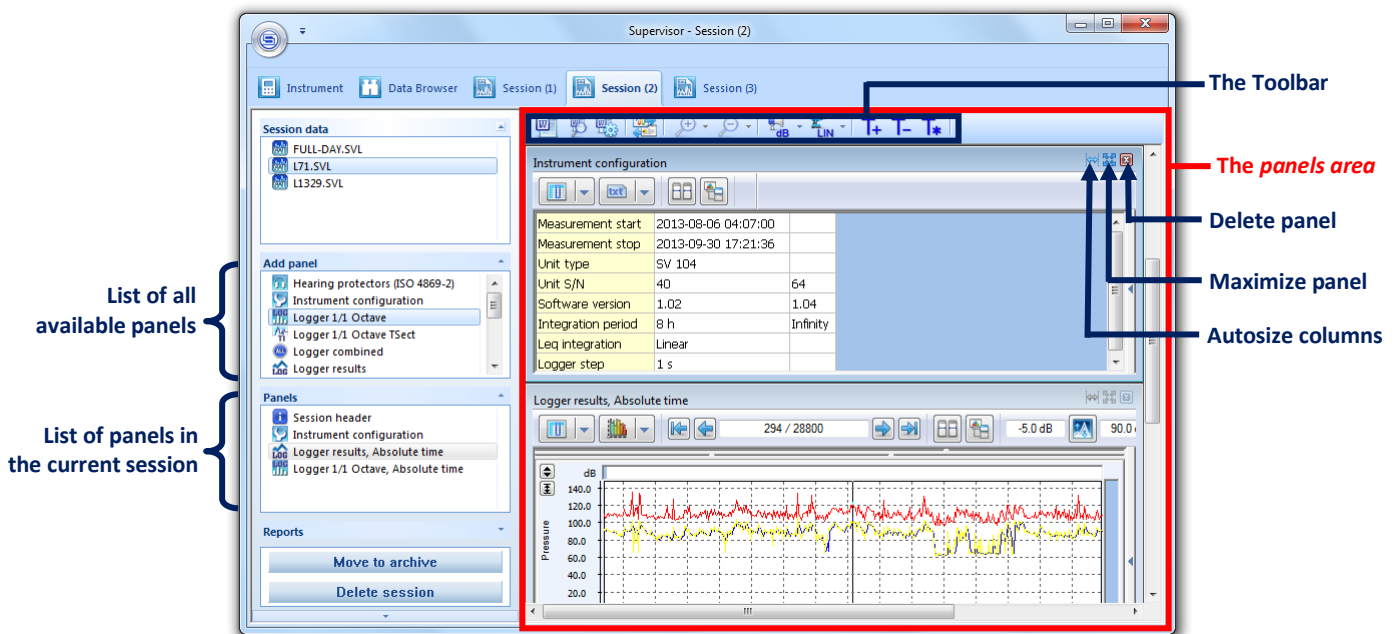 Supervisor - Session (2)
Instrument
Data Browser
Session (1)
Session (2)
Session (3)
The Toolbar
The panels area
Delete panel
Maximize panel
Autosize columns
List of all
available panels
List of panels in
the current session
Session data
FULL-DAY.SVL
L71.SVL
L1329.SVL
Add panel
Hearing protectors (ISO 4869-2)
Instrument configuration
Logger 1/1 Octave
Logger 1/1 Octave TSect
Logger combined
Logger results
Panels
Session header
Instrument configuration
Logger results, Absolute time
Logger 1/1 Octave, Absolute time
Reports
Move to archive
Delete session
dB
LIN
Instrument configuration
txt
Measurement start 2013-08-06 04:07:00
Measurement stop 2013-09-30 17:21:36
Unit type SV 104
Unit S/N 40 64
Software version 1.02 1.04
Integration period 8 h Infinity
Leq integration Linear
Logger step 1 s
Logger results, Absolute time
294 / 28800
-5.0 dB
90.0
dB
140.0
120.0
100.0
80.0
60.0
40.0
20.0
Pressure